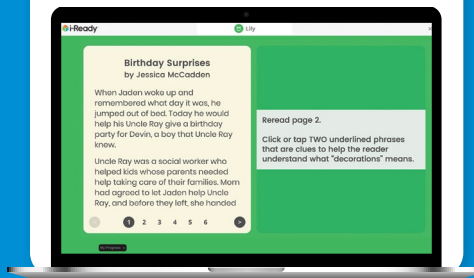 i-Ready
Lily
Birthday Surprises
by Jessica McCadden
When Jaden woke up and
remembered what day it was, he
jumped out of bed. Today he would
help his Uncle Ray give a birthday
party for Devin, a boy that Uncle Ray
knew.
Uncle Ray was a social worker who
helped kids whose parents needed
help taking care of their families. Mom
had agreed to let Jaden help Uncle
Ray, and before they left, she handed
1 2 3 4 5 6 >
Reread page 2.
Click or tap TWO underlined phrases
that are clues to help the reader
understand what "decorations" means.
My Progress